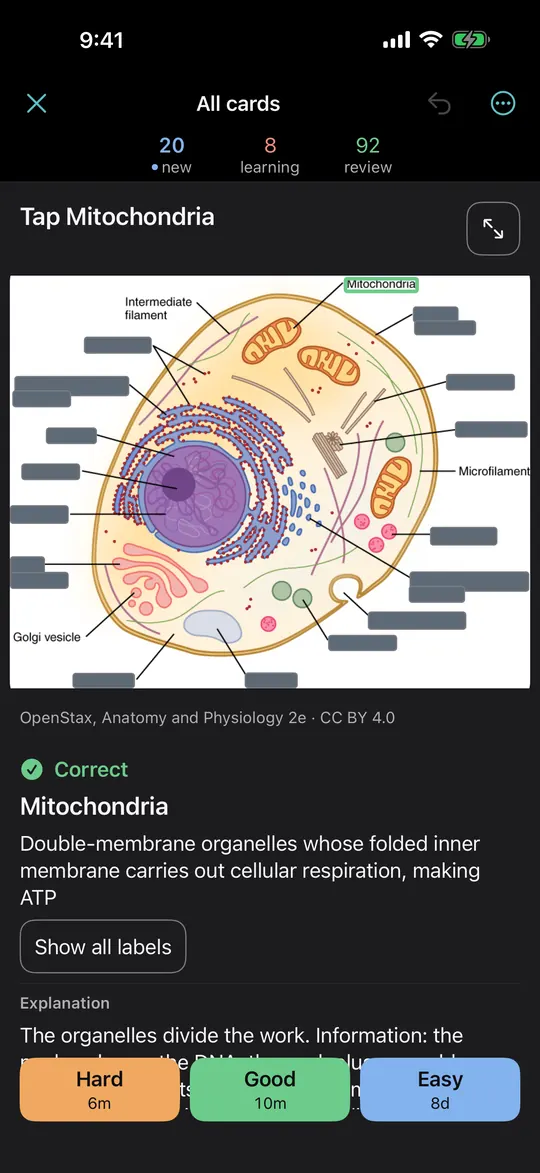 9:41
All cards
20
8
92
new
learning
review
Tap Mitochondria
Mitochondria
Intermediate
filament
Microfilament
Golgi vesicle
OpenStax, Anatomy and Physiology 2e · CC BY 4.0
Correct
Mitochondria
Double-membrane organelles whose folded inner
membrane carries out cellular respiration, making
ATP
Show all labels
Explanation
The organelles divide the work. Information: the
Hard
6m
Good
10m
Easy
8d